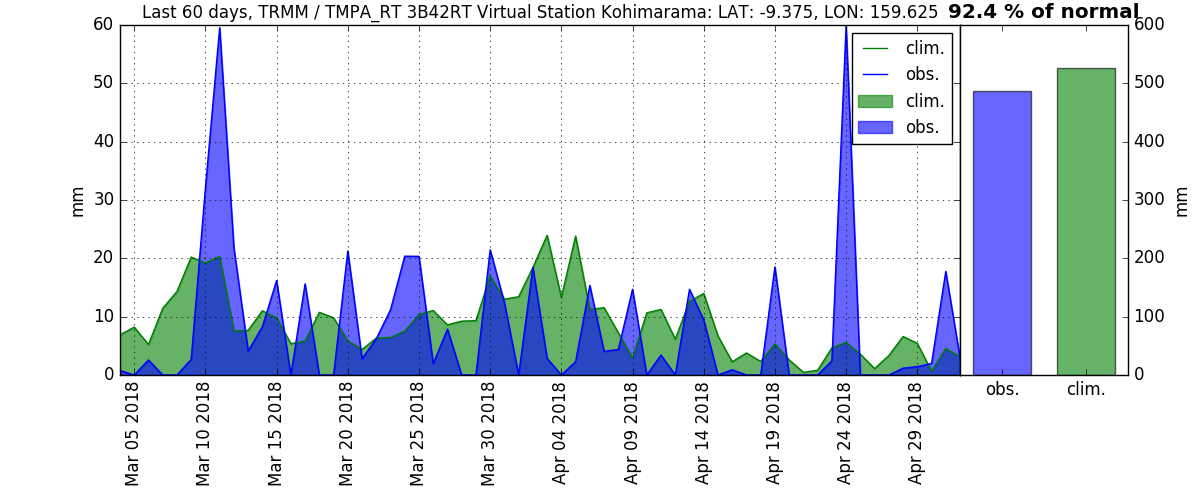 Last 60 days, TRMM / TMPA_RT 3B42RT Virtual Station Kohimarama: LAT: -9.375, LON: 159.625 92.4 % of normal
60
50
40
30
20
10
0
mm
clim.
obs.
clim.
obs.
600
500
400
300
200
100
0
mm
Mar 05 2018
Mar 10 2018
Mar 15 2018
Mar 20 2018
Mar 25 2018
Mar 30 2018
Apr 04 2018
Apr 09 2018
Apr 14 2018
Apr 19 2018
Apr 24 2018
Apr 29 2018
obs.
clim.